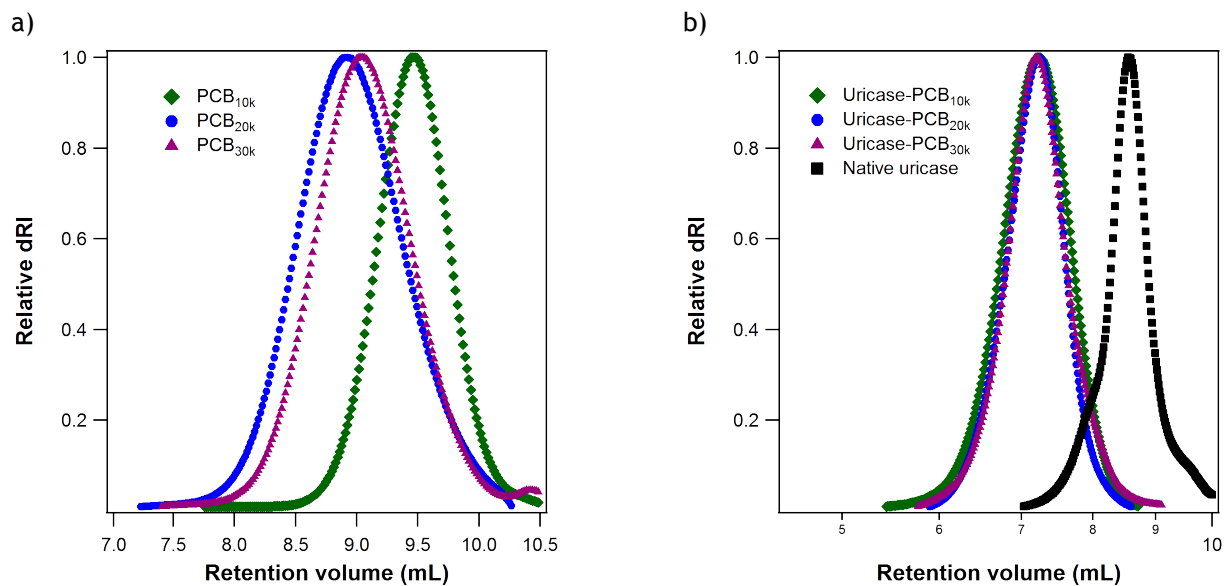 a)
1.0
0.8
0.6
0.4
0.2
Relative dRI
PCB10k
PCB20k
PCB30k
7.0 7.5 8.0 8.5 9.0 9.5 10.0 10.5
Retention volume (mL)
b)
1.0
0.8
0.6
0.4
0.2
Relative dRI
Uricase-PCB10k
Uricase-PCB20k
Uricase-PCB30k
Native uricase
5 6 7 8 9 10
Retention volume (mL)